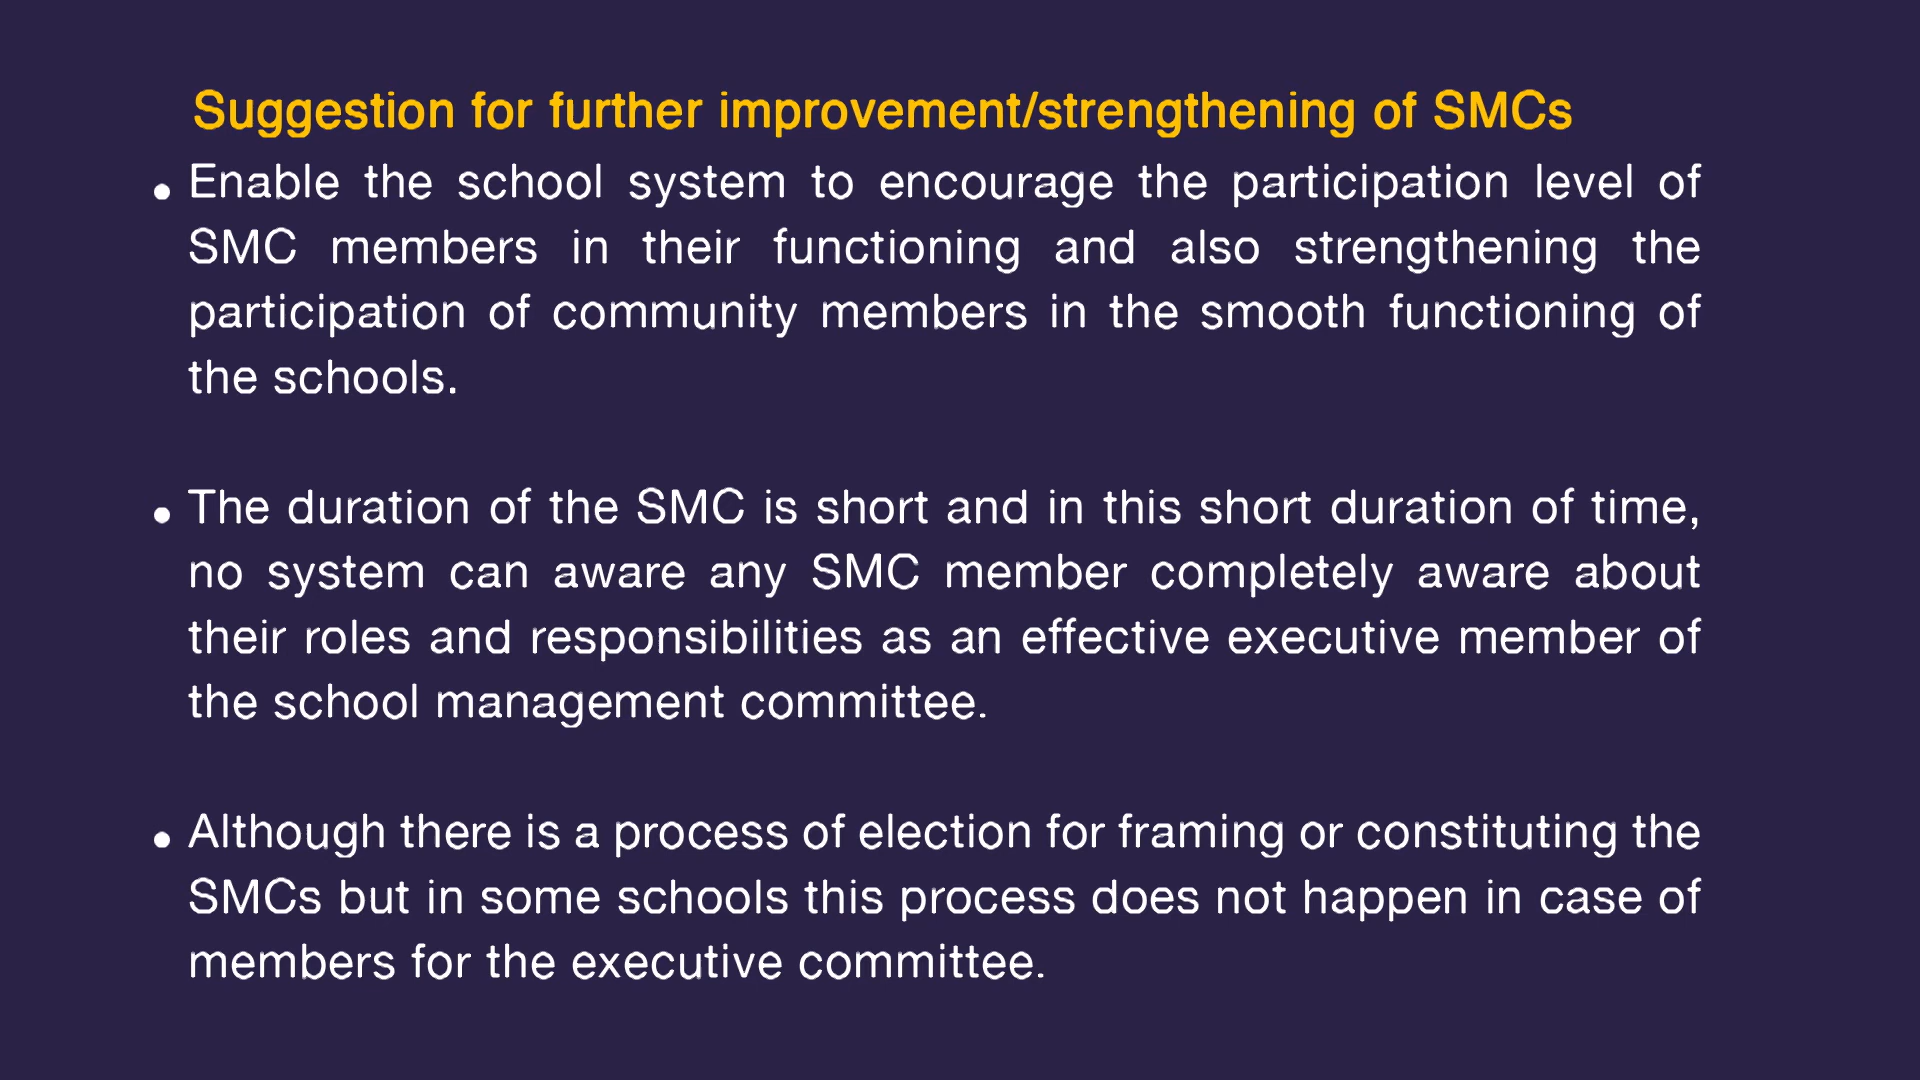 Suggestion for further improvement/strengthening of SMCs
• Enable the school system to encourage the participation level of
SMC members in their functioning and also strengthening the
participation of community members in the smooth functioning of
the schools.
• The duration of the SMC is short and in this short duration of time,
no system can aware any SMC member completely aware about
their roles and responsibilities as an effective executive member of
the school management committee.
• Although there is a process of election for framing or constituting the
SMCs but in some schools this process does not happen in case of
members for the executive committee.